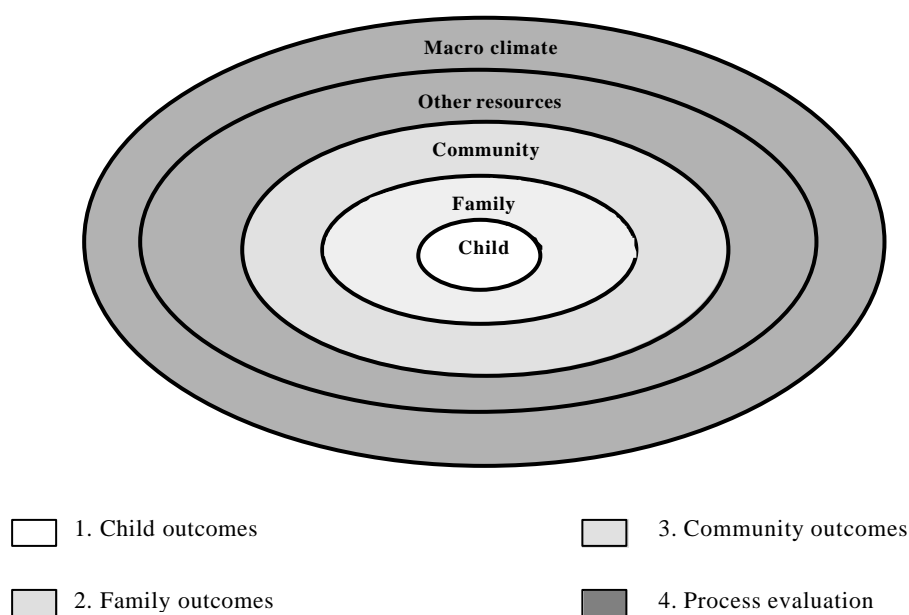 Macro climate
Other resources
Community
Family
Child
1. Child outcomes
3. Community outcomes
2. Family outcomes
4. Process evaluation